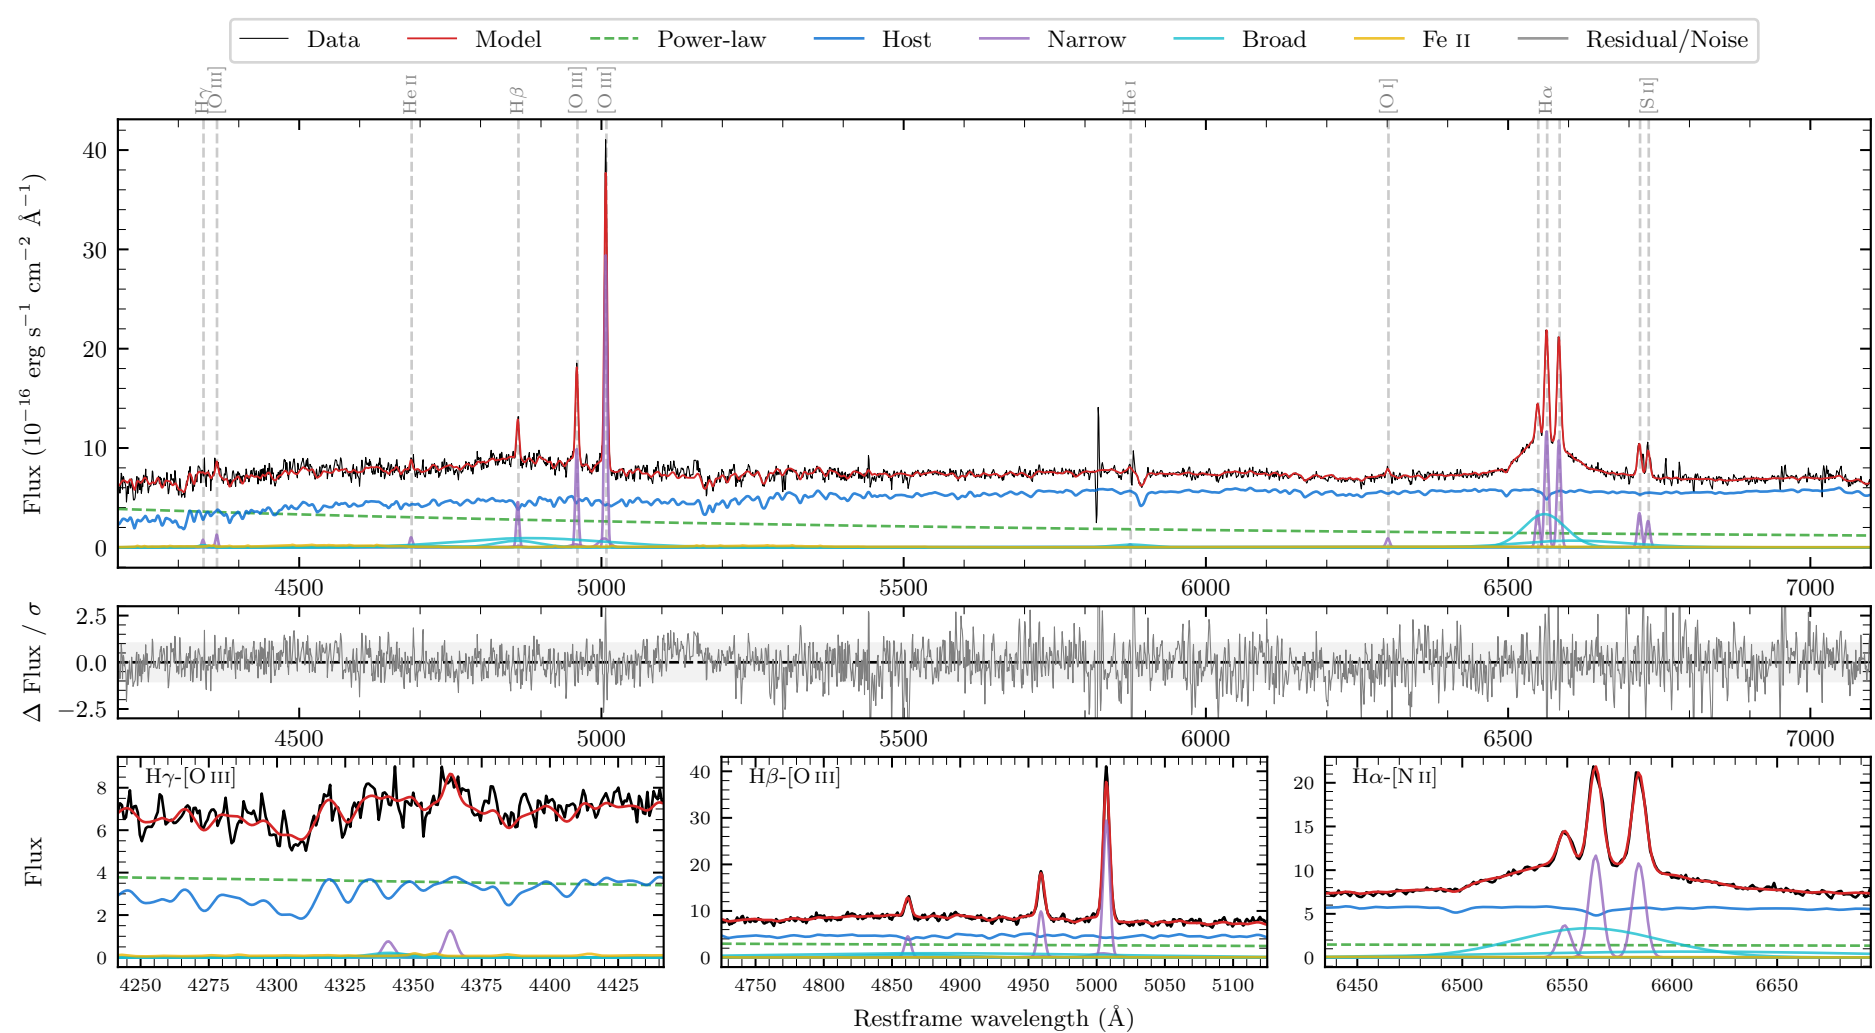 Data Model Power-law Host Narrow Broad Fe II Residual/Noise
Hγ [O III] He II Hβ [O III] [O III] He I [O I] Hα [S II]
Flux (10−16 erg s−1 cm−2 Å−1)
40
30
20
10
0
4500 5000 5500 6000 6500 7000
Δ Flux / σ
2.5
0.0
−2.5
4500 5000 5500 6000 6500 7000
Flux
Hγ-[O III]
8
6
4
2
0
4250 4275 4300 4325 4350 4375 4400 4425
Hβ-[O III]
40
30
20
10
0
4750 4800 4850 4900 4950 5000 5050 5100
Hα-[N II]
20
15
10
5
0
6450 6500 6550 6600 6650
Restframe wavelength (Å)